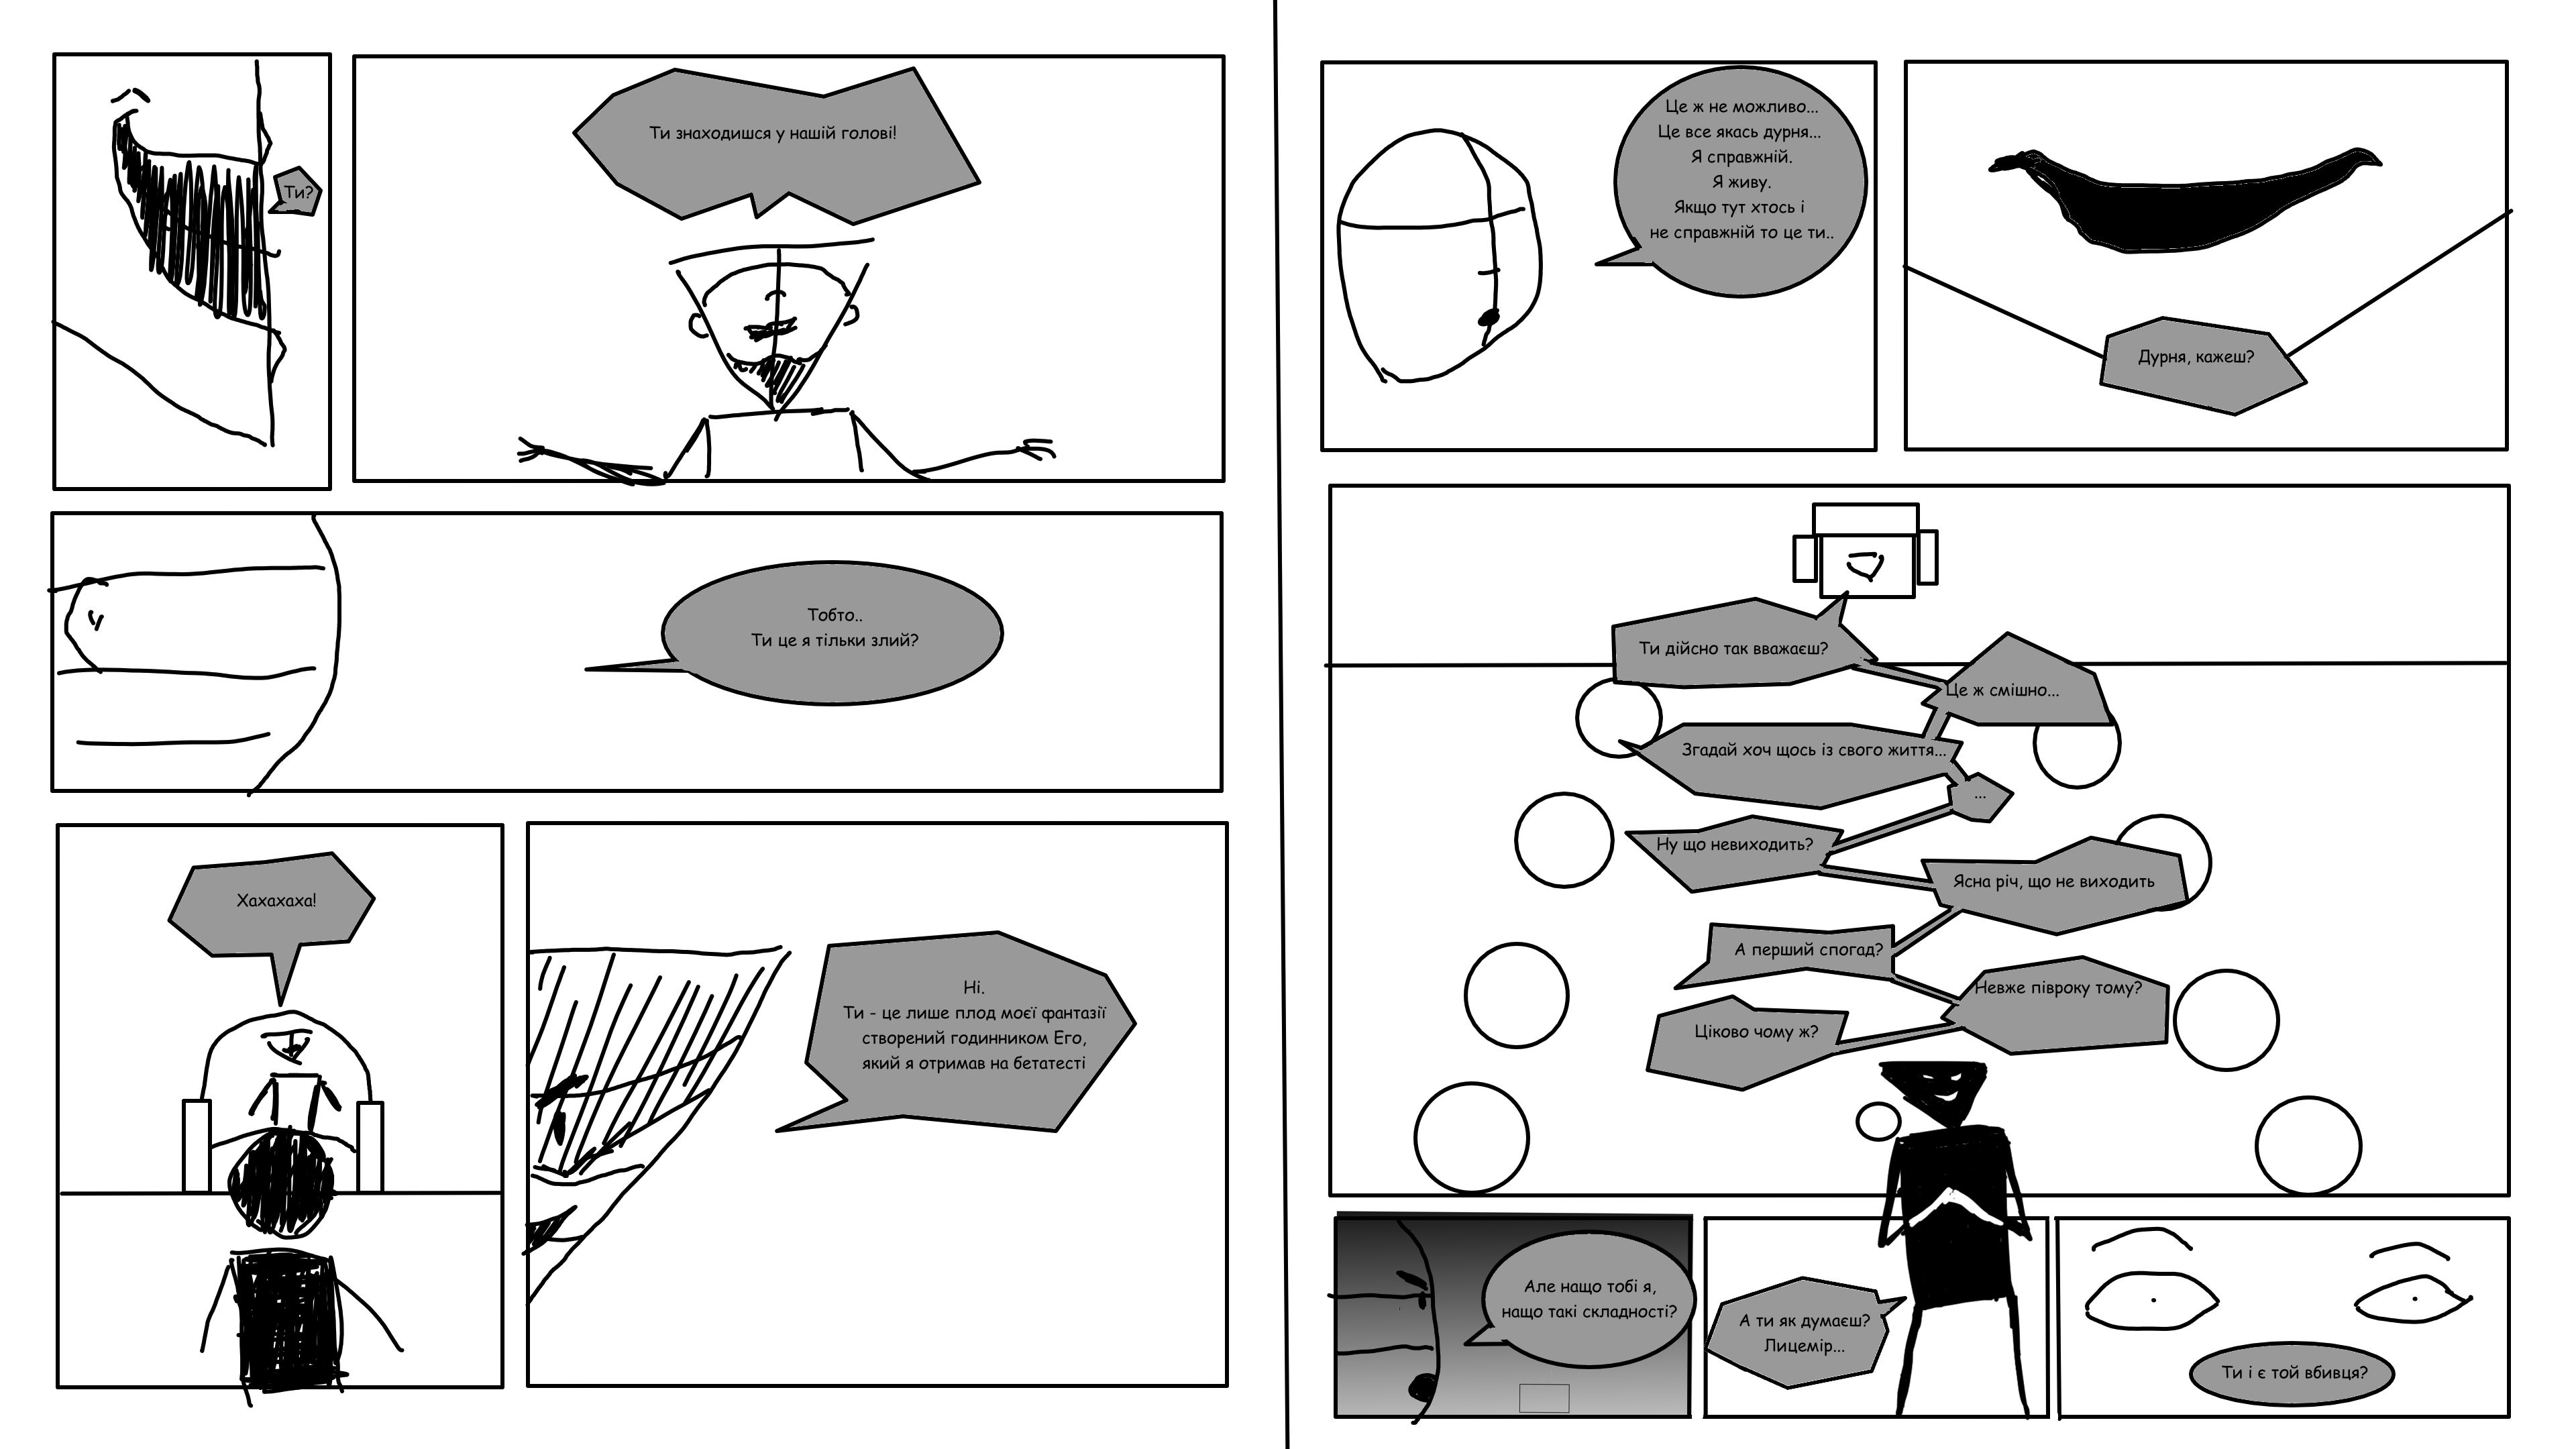 Ти?
Ти знаходишся у нашій голові!
Тобто..
Ти це я тільки злий?
Хахахаха!
Ні.
Ти - це лише плод моєї фантазії
створений годинником Его,
який я отримав на бетатесті
Це ж не можливо...
Це все якась дурня...
Я справжній.
Я живу.
Якщо тут хтось і
не справжній то це ти..
Дурня, кажеш?
Ти дійсно так вважаєш?
Це ж смішно...
Згадай хоч щось із свого життя...
...
Ну що невиходить?
Ясна річ, що не виходить
А перший спогад?
Невже півроку тому?
Ціково чому ж?
Але нащо тобі я,
нащо такі складності?
А ти як думаєш?
Лицемір...
Ти і є той вбивця?